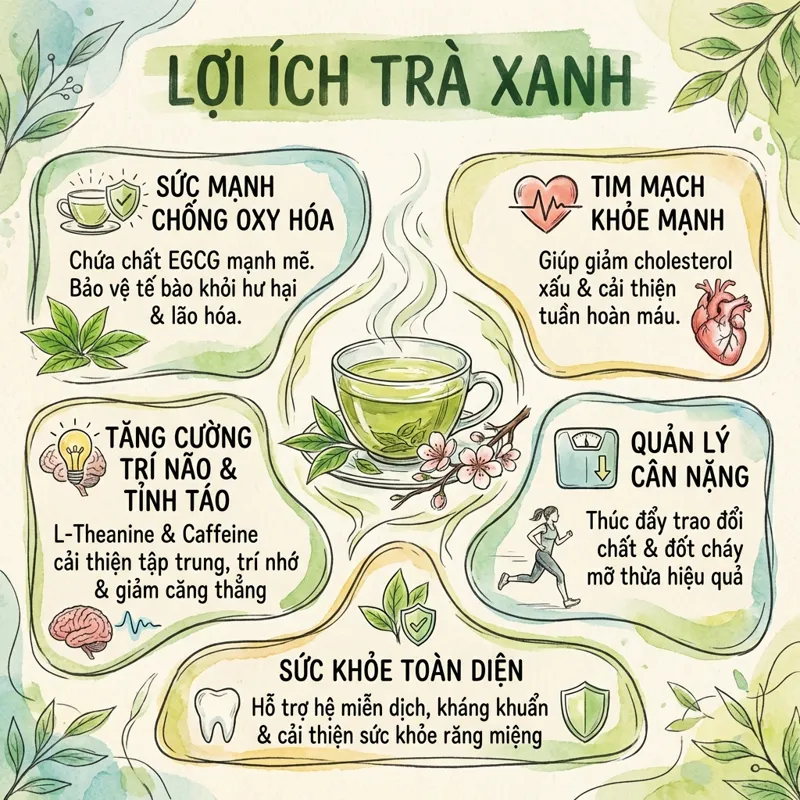 LỢI ÍCH TRÀ XANH
SỨC MẠNH
CHỐNG OXY HÓA
Chứa chất EGCG mạnh mẽ.
Bảo vệ tế bào khỏi hư hại
& lão hóa.
TIM MẠCH
KHỎE MẠNH
Giúp giảm cholesterol
xấu & cải thiện
tuần hoàn máu.
TĂNG CƯỜNG
TRÍ NÃO &
TỈNH TÁO
L-Theanine & Caffeine
cải thiện tập trung, trí nhớ
& giảm căng thẳng
QUẢN LÝ
CÂN NẶNG
Thúc đẩy trao đổi
chất & đốt cháy
mỡ thừa hiệu quả
SỨC KHỎE TOÀN DIỆN
Hỗ trợ hệ miễn dịch, kháng khuẩn
& cải thiện sức khỏe răng miệng